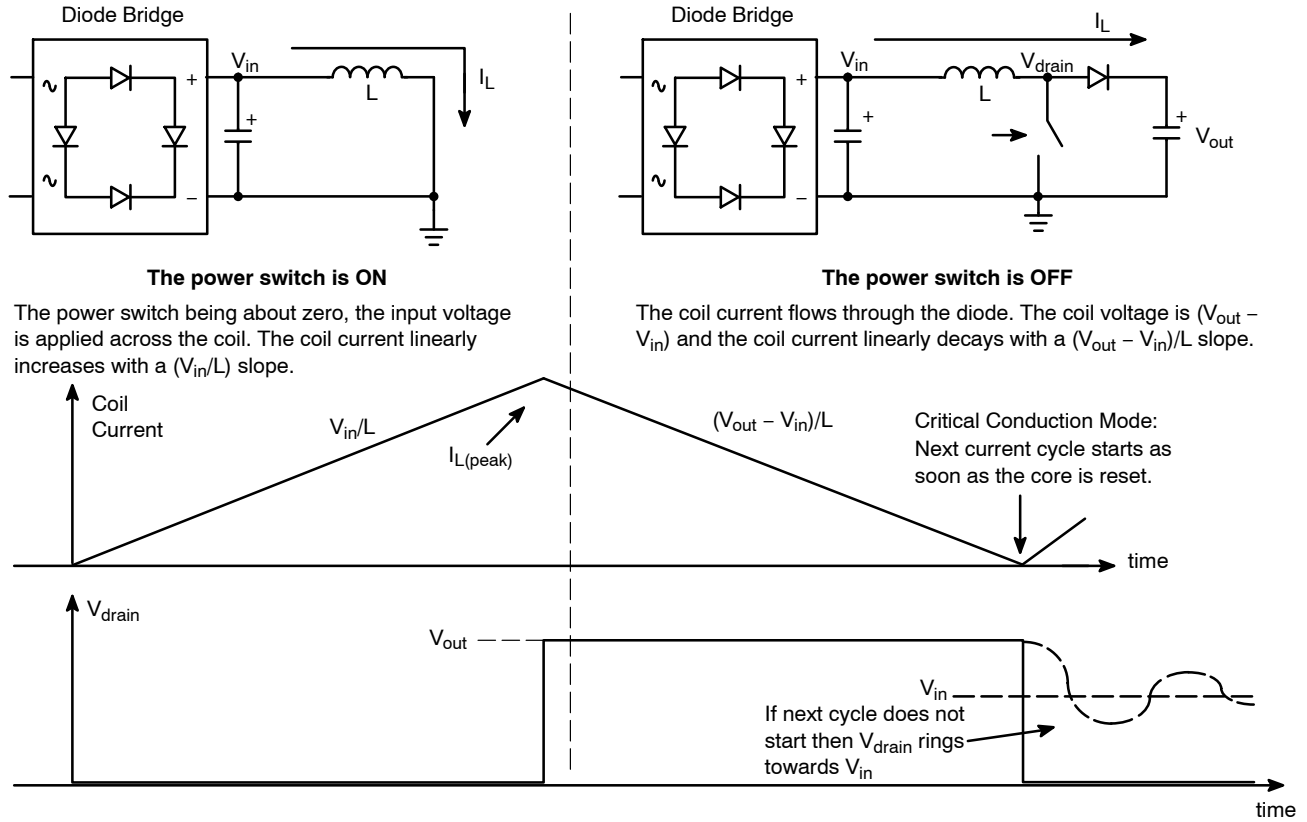 Diode Bridge
Vin
+
IL
L
+
−
The power switch is ON
The power switch being about zero, the input voltage
is applied across the coil. The coil current linearly
increases with a (Vin/L) slope.
Diode Bridge
IL
Vin
Vdrain
+
L
+
+
Vout
−
The power switch is OFF
The coil current flows through the diode. The coil voltage is (Vout −
Vin) and the coil current linearly decays with a (Vout − Vin)/L slope.
Coil
Current
Vin/L
IL(peak)
(Vout − Vin)/L
Critical Conduction Mode:
Next current cycle starts as
soon as the core is reset.
time
Vdrain
Vout
Vin
If next cycle does not
start then Vdrain rings
towards Vin
time